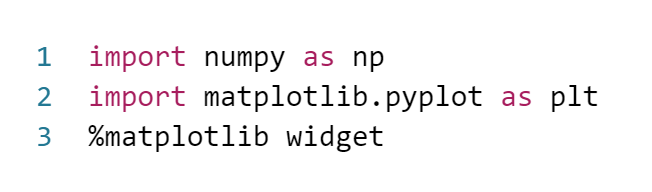 1 import numpy as np
2 import matplotlib.pyplot as plt
3 %matplotlib widget